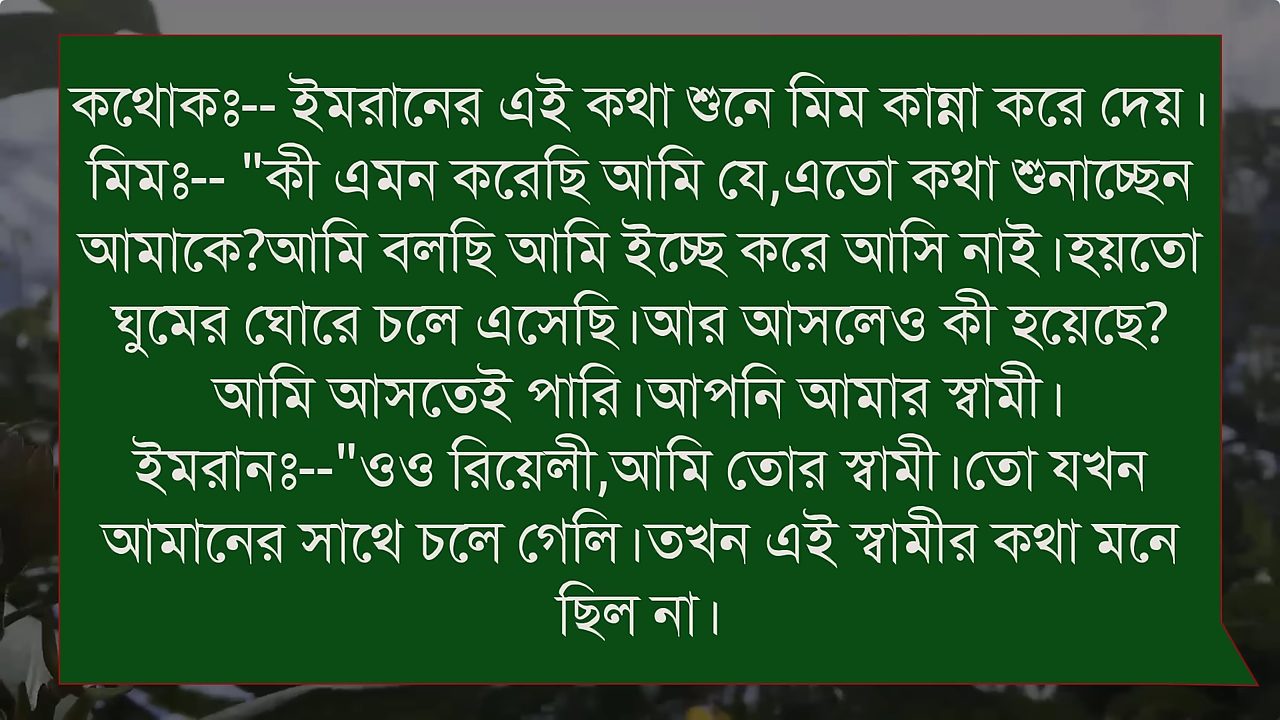 কথোকঃ-- ইমরানের এই কথা শুনে মিম কান্না করে দেয়।
মিমঃ-- "কী এমন করেছি আমি যে,এতো কথা শুনাচ্ছেন
আমাকে?আমি বলছি আমি ইচ্ছে করে আসি নাই।হয়তো
ঘুমের ঘোরে চলে এসেছি।আর আসলেও কী হয়েছে?
আমি আসতেই পারি।আপনি আমার স্বামী।
ইমরানঃ--"ওও রিয়েলী,আমি তোর স্বামী।তো যখন
আমানের সাথে চলে গেলি।তখন এই স্বামীর কথা মনে
ছিল না।